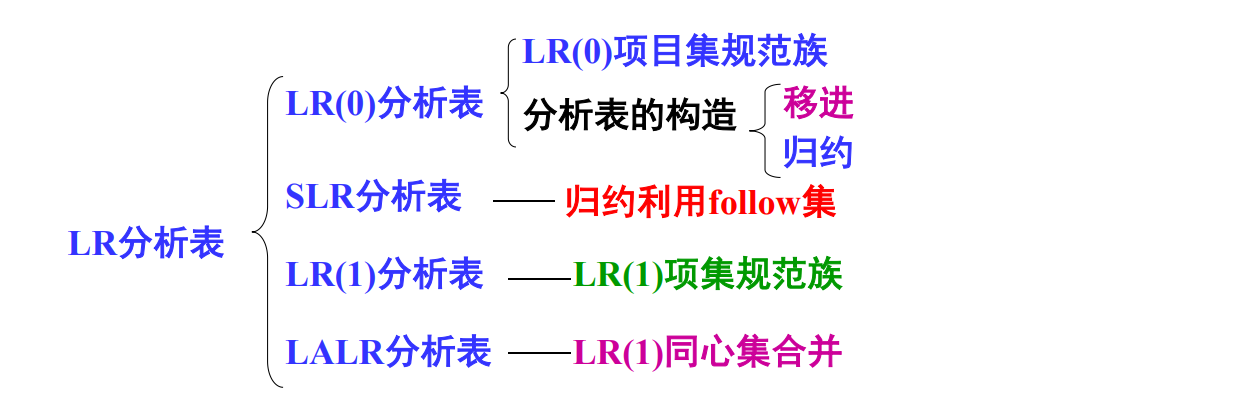 LR(0)项目集规范族
LR(0)分析表
分析表的构造
移进
归约
SLR分析表
归约利用follow集
LR分析表
LR(1)分析表
LR(1)项集规范族
LALR分析表
LR(1)同心集合并